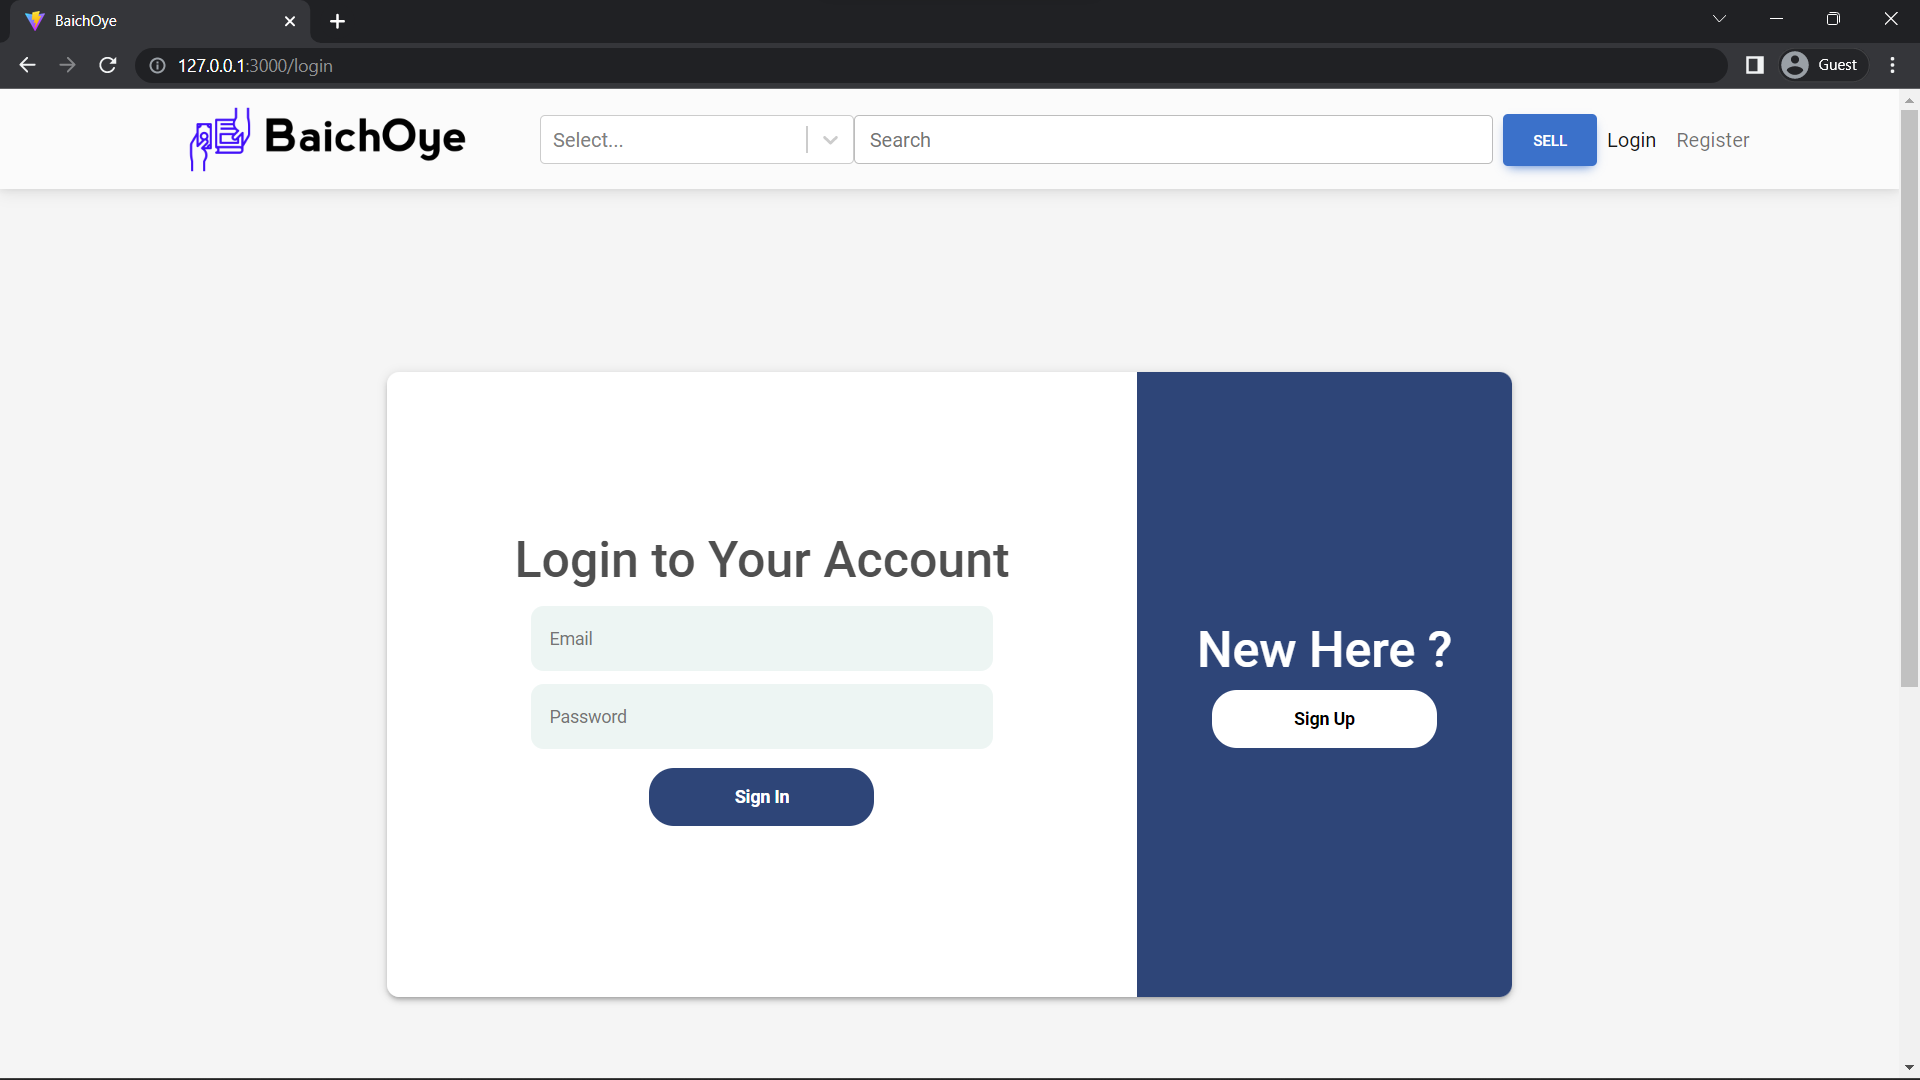 BaichOye
127.0.0.1:3000/login
Guest
BaichOye
Select...
Search
SELL
Login
Register
Login to Your Account
Email
Password
Sign In
New Here ?
Sign Up